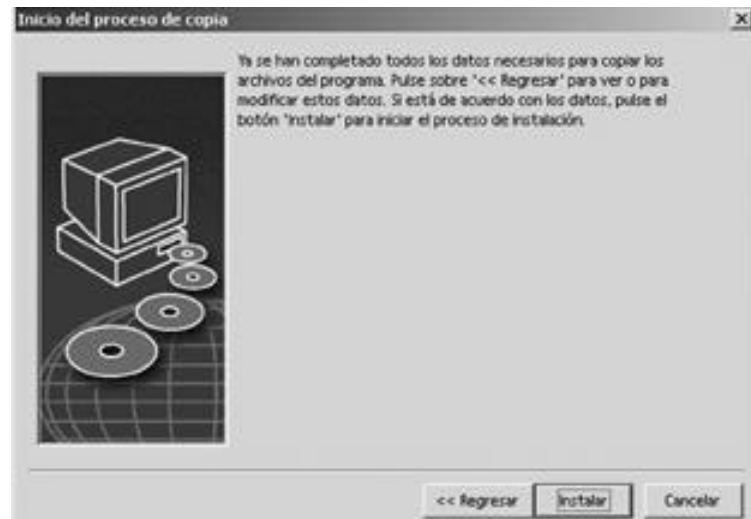 Inicio del proceso de copia
Ya se han completado todos los datos necesarios para copiar los
archivos del programa. Pulse sobre '<< Regresar' para ver o para
modificar estos datos. Si está de acuerdo con los datos, pulse el
botón 'Instalar' para iniciar el proceso de instalación.
<< Regresar
Instalar
Cancelar